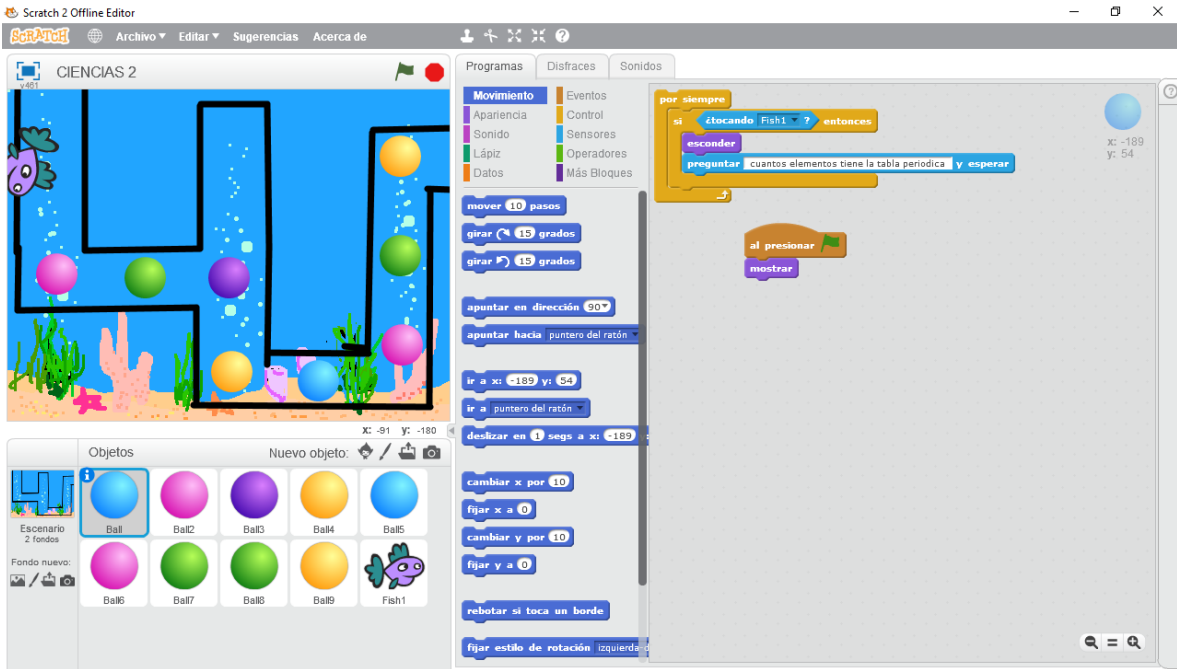 Scratch 2 Offline Editor
SCRATCH Archivo Editar Sugerencias Acerca de
CIENCIAS 2
v461
x: -91 y: -180
Objetos Nuevo objeto:
Escenario
2 fondos
Fondo nuevo:
Ball Ball2 Ball3 Ball4 Ball5
Ball6 Ball7 Ball8 Ball9 Fish1
Programas Disfraces Sonidos
Movimiento Eventos
Apariencia Control
Sonido Sensores
Lápiz Operadores
Datos Más Bloques
mover 10 pasos
girar 15 grados
girar 15 grados
apuntar en dirección 90
apuntar hacia puntero del ratón
ir a x: -189 y: 54
ir a puntero del ratón
deslizar en 1 segs a x: -189
cambiar x por 10
fijar x a 0
cambiar y por 10
fijar y a 0
rebotar si toca un borde
fijar estilo de rotación izquierda-d
por siempre
si ¿tocando Fish1 ? entonces
esconder
preguntar cuantos elementos tiene la tabla periodica y esperar
al presionar
mostrar
x: -189
y: 54